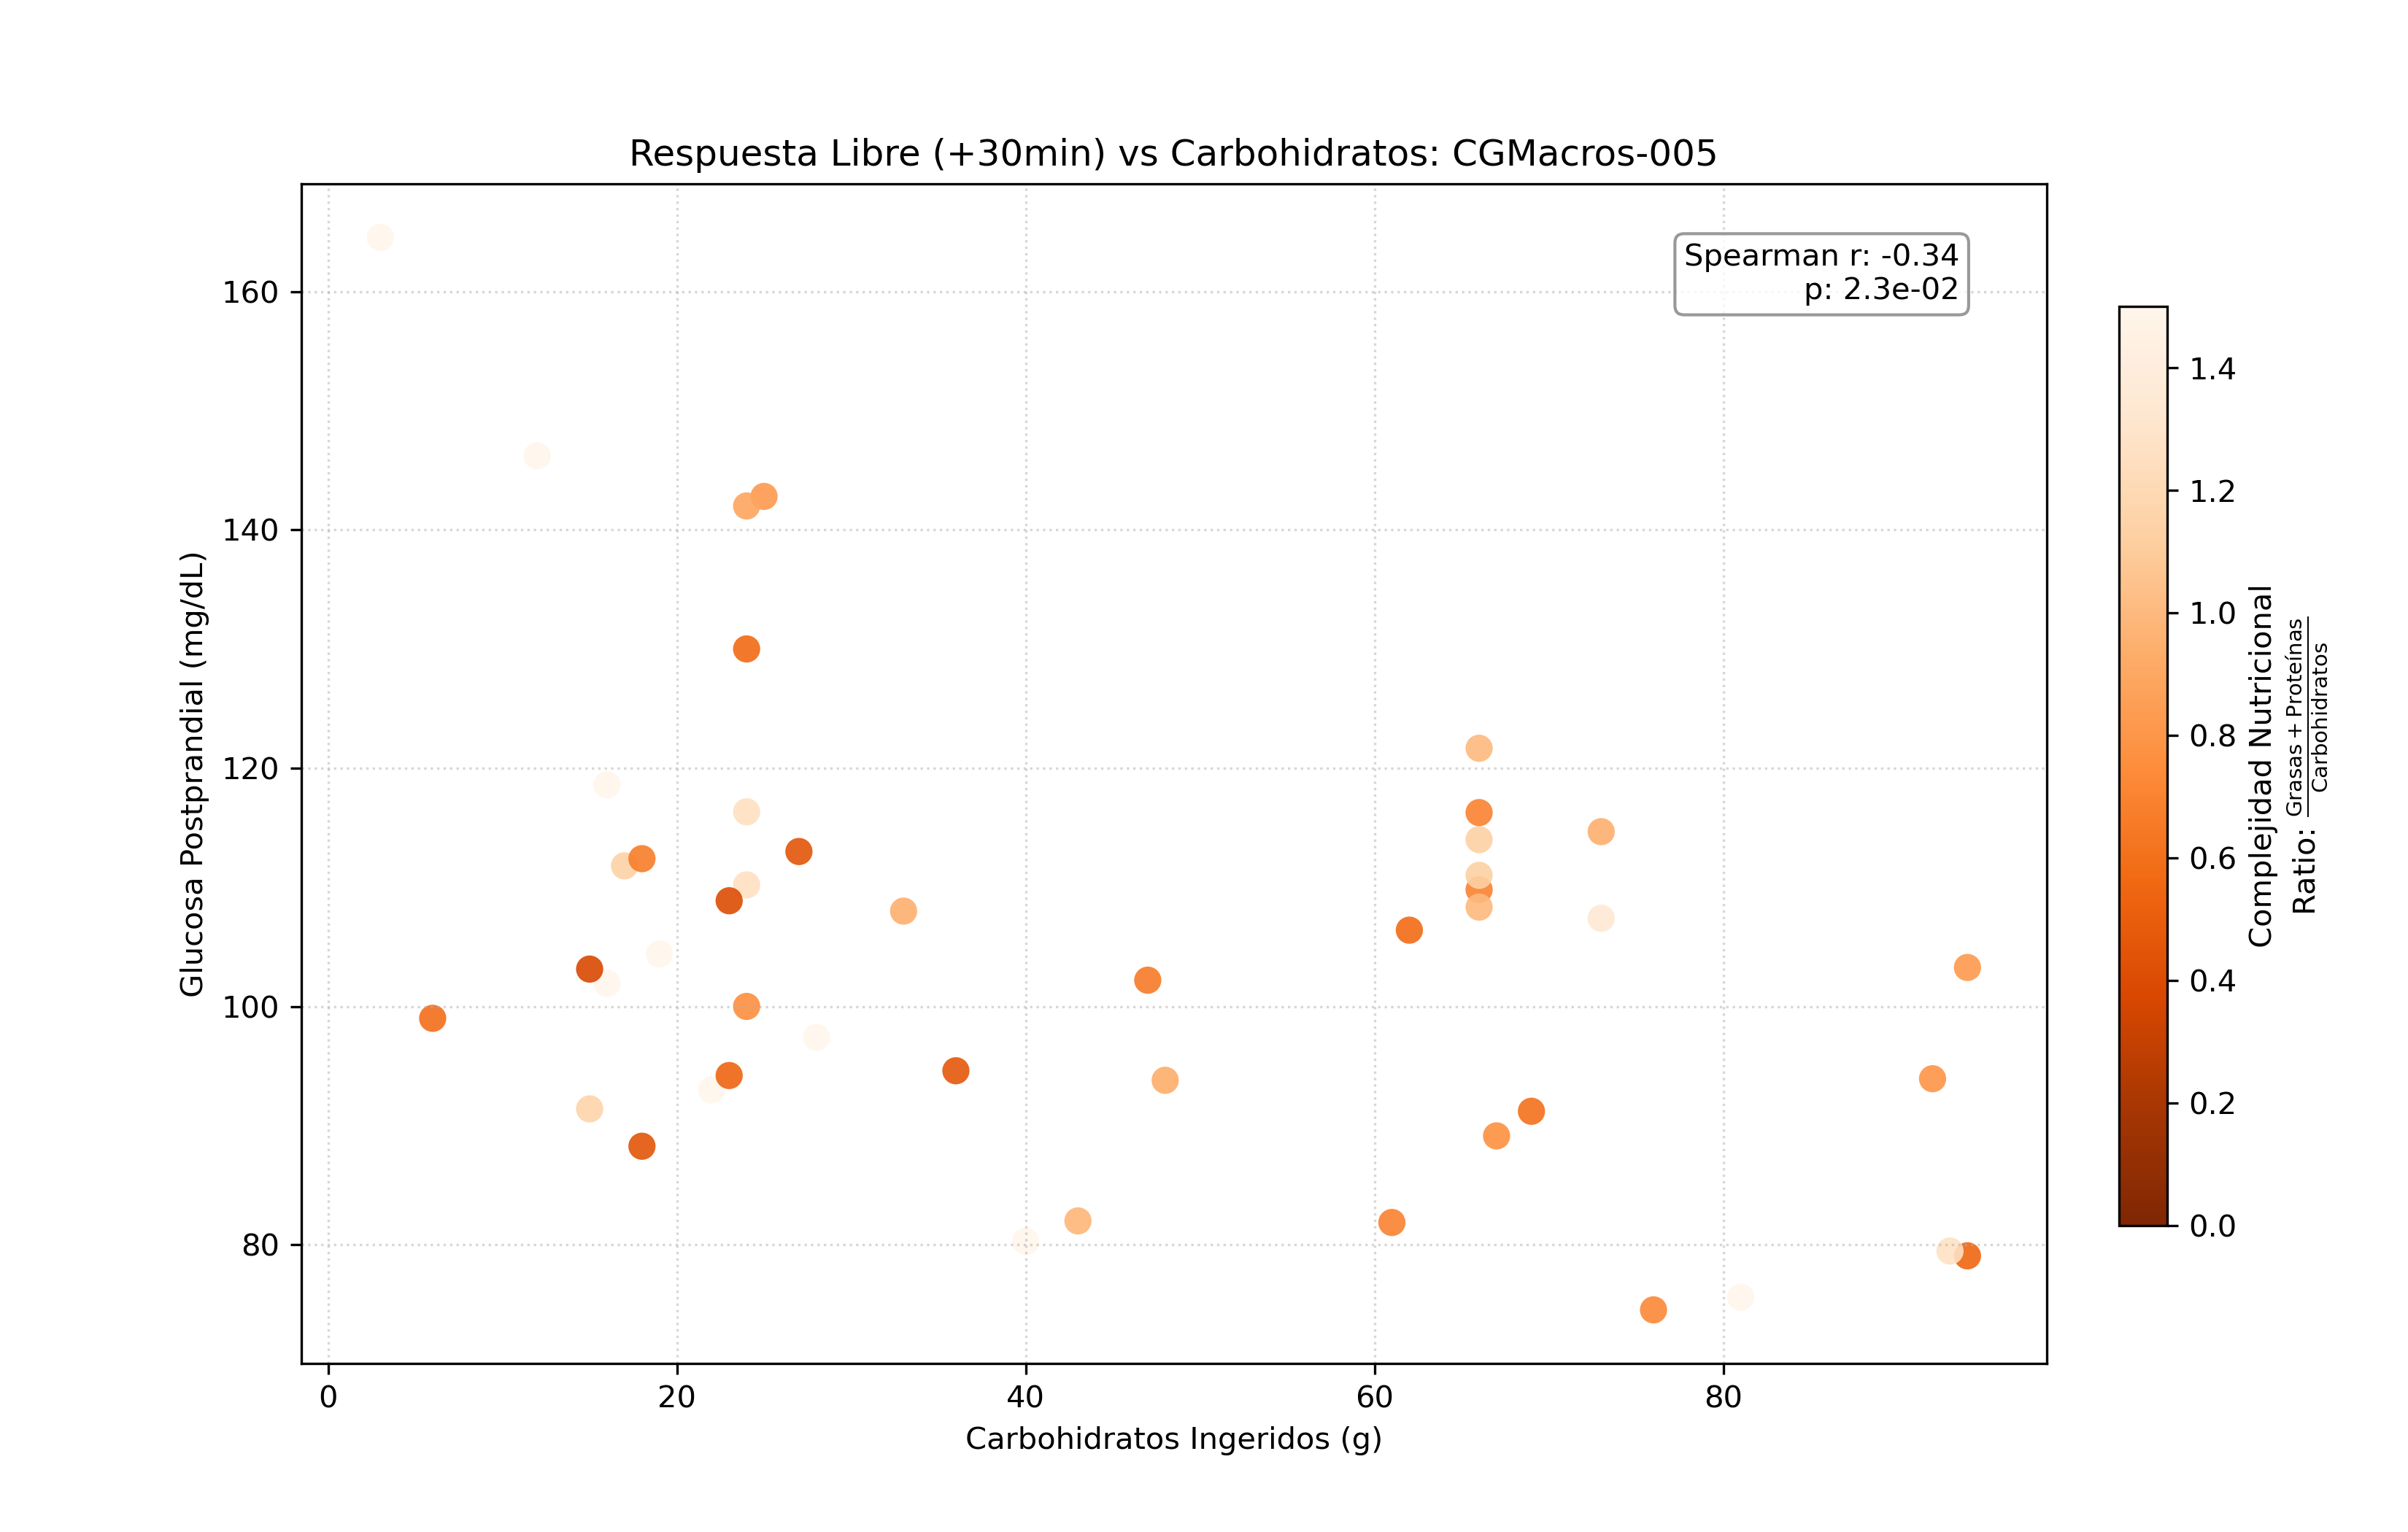 Respuesta Libre (+30min) vs Carbohidratos: CGMacros-005
Spearman r: -0.34
p: 2.3e-02
Glucosa Postprandial (mg/dL)
160
140
120
100
80
0
20
40
60
80
Carbohidratos Ingeridos (g)
1.4
1.2
1.0
0.8
0.6
0.4
0.2
0.0
Complejidad Nutricional
Ratio: Grasas + Proteínas
Carbohidratos